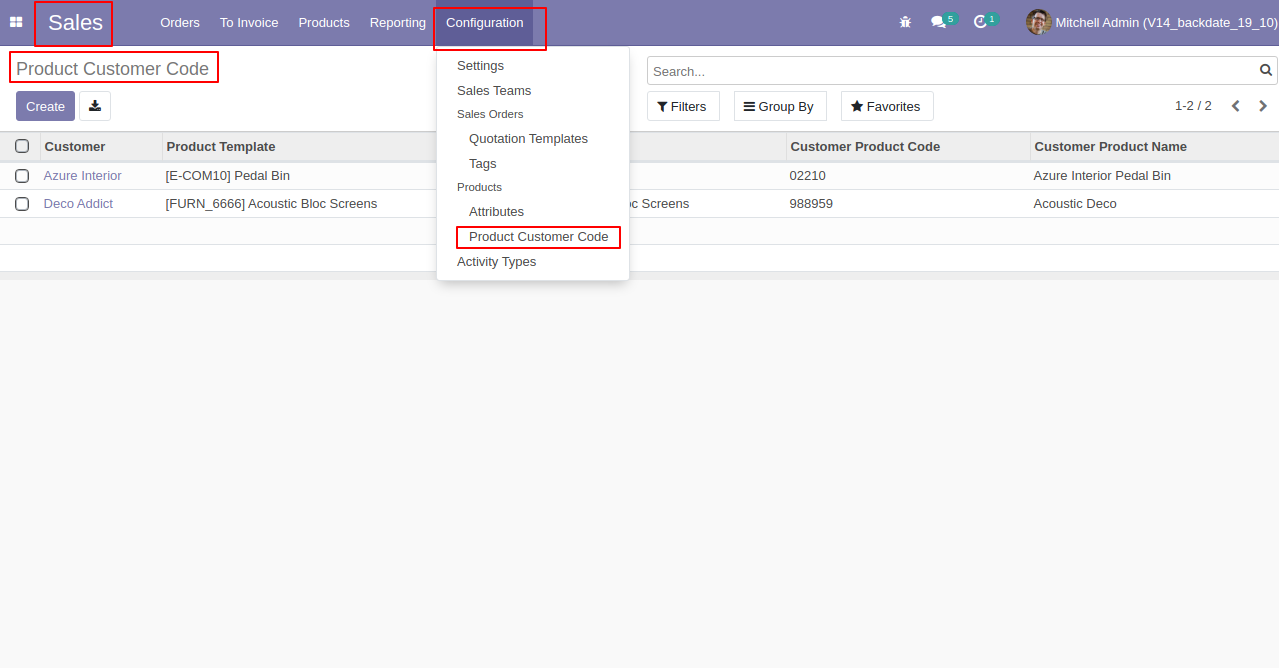 Sales Orders To Invoice Products Reporting Configuration 5 1 Mitchell Admin (V14_backdate_19_10)
Product Customer Code
Search...
Create
Filters Group By Favorites 1-2 / 2
Settings
Sales Teams
Sales Orders
Quotation Templates
Tags
Products
Attributes
Product Customer Code
Activity Types
Customer Product Template Customer Product Code Customer Product Name
Azure Interior [E-COM10] Pedal Bin 02210 Azure Interior Pedal Bin
Deco Addict [FURN_6666] Acoustic Bloc Screens Screens 988959 Acoustic Deco